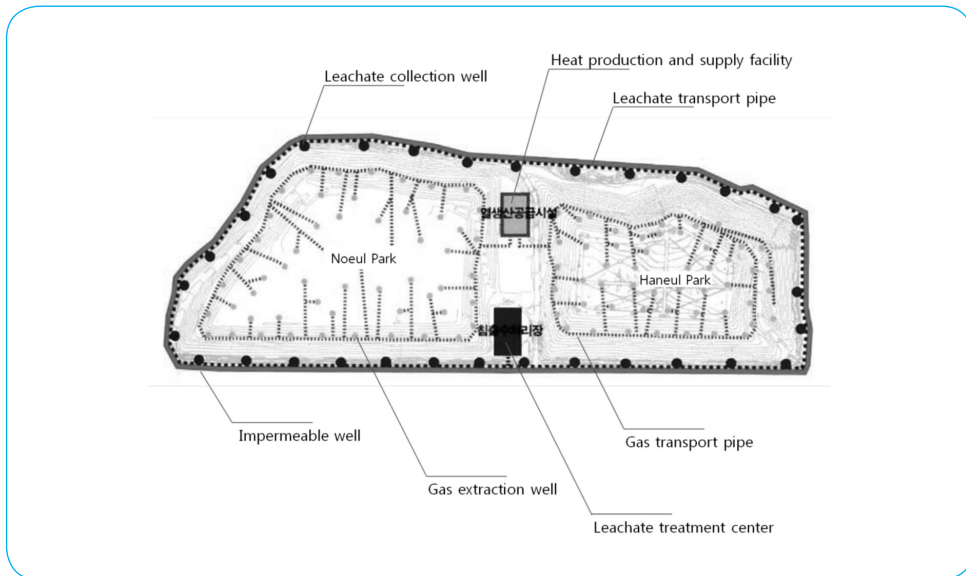 Heat production and supply facility
Leachate collection well
Leachate transport pipe
열생산공급시설
Noeul Park
Haneul Park
침출수처리장
Impermeable well
Gas transport pipe
Gas extraction well
Leachate treatment center